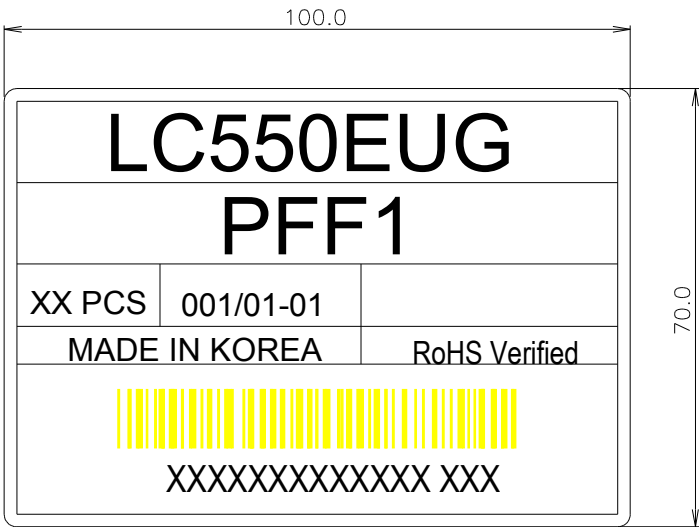 100.0
LC550EUG
PFF1
XX PCS 001/01-01
MADE IN KOREA RoHS Verified
70.0
XXXXXXXXXXXXX XXX